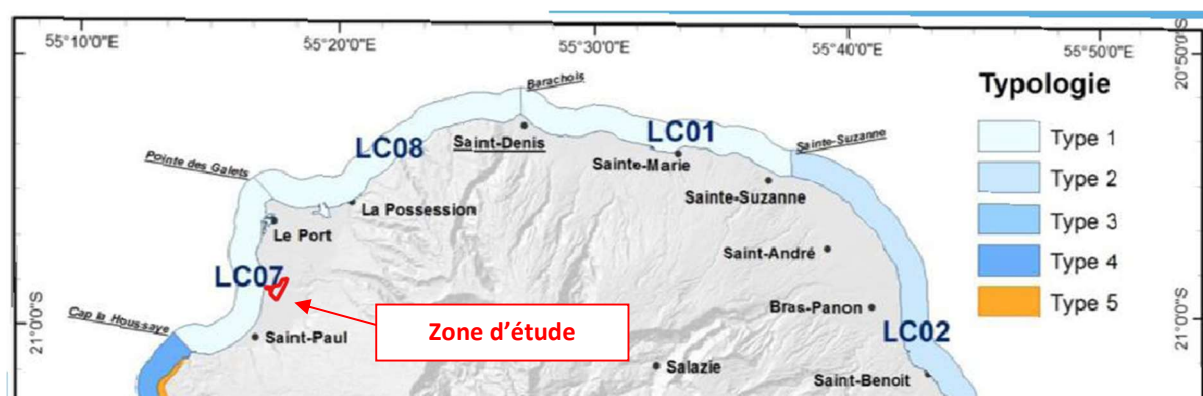 55°10'0"E
55°20'0"E
55°30'0"E
55°40'0"E
55°50'0"E
20°50'0"S
Barachois
Typologie
LC01
LC08
Saint-Denis
Sainte-Suzanne
Type 1
Pointe des Galets
Sainte-Marie
Type 2
Sainte-Suzanne
La Possession
Type 3
Le Port
Saint-André
Type 4
LC07
Bras-Panon
Type 5
Cap la Houssaye
Zone d'étude
21°0'0"S
21°0'0"S
Saint-Paul
LC02
Salazie
Saint-Benoit